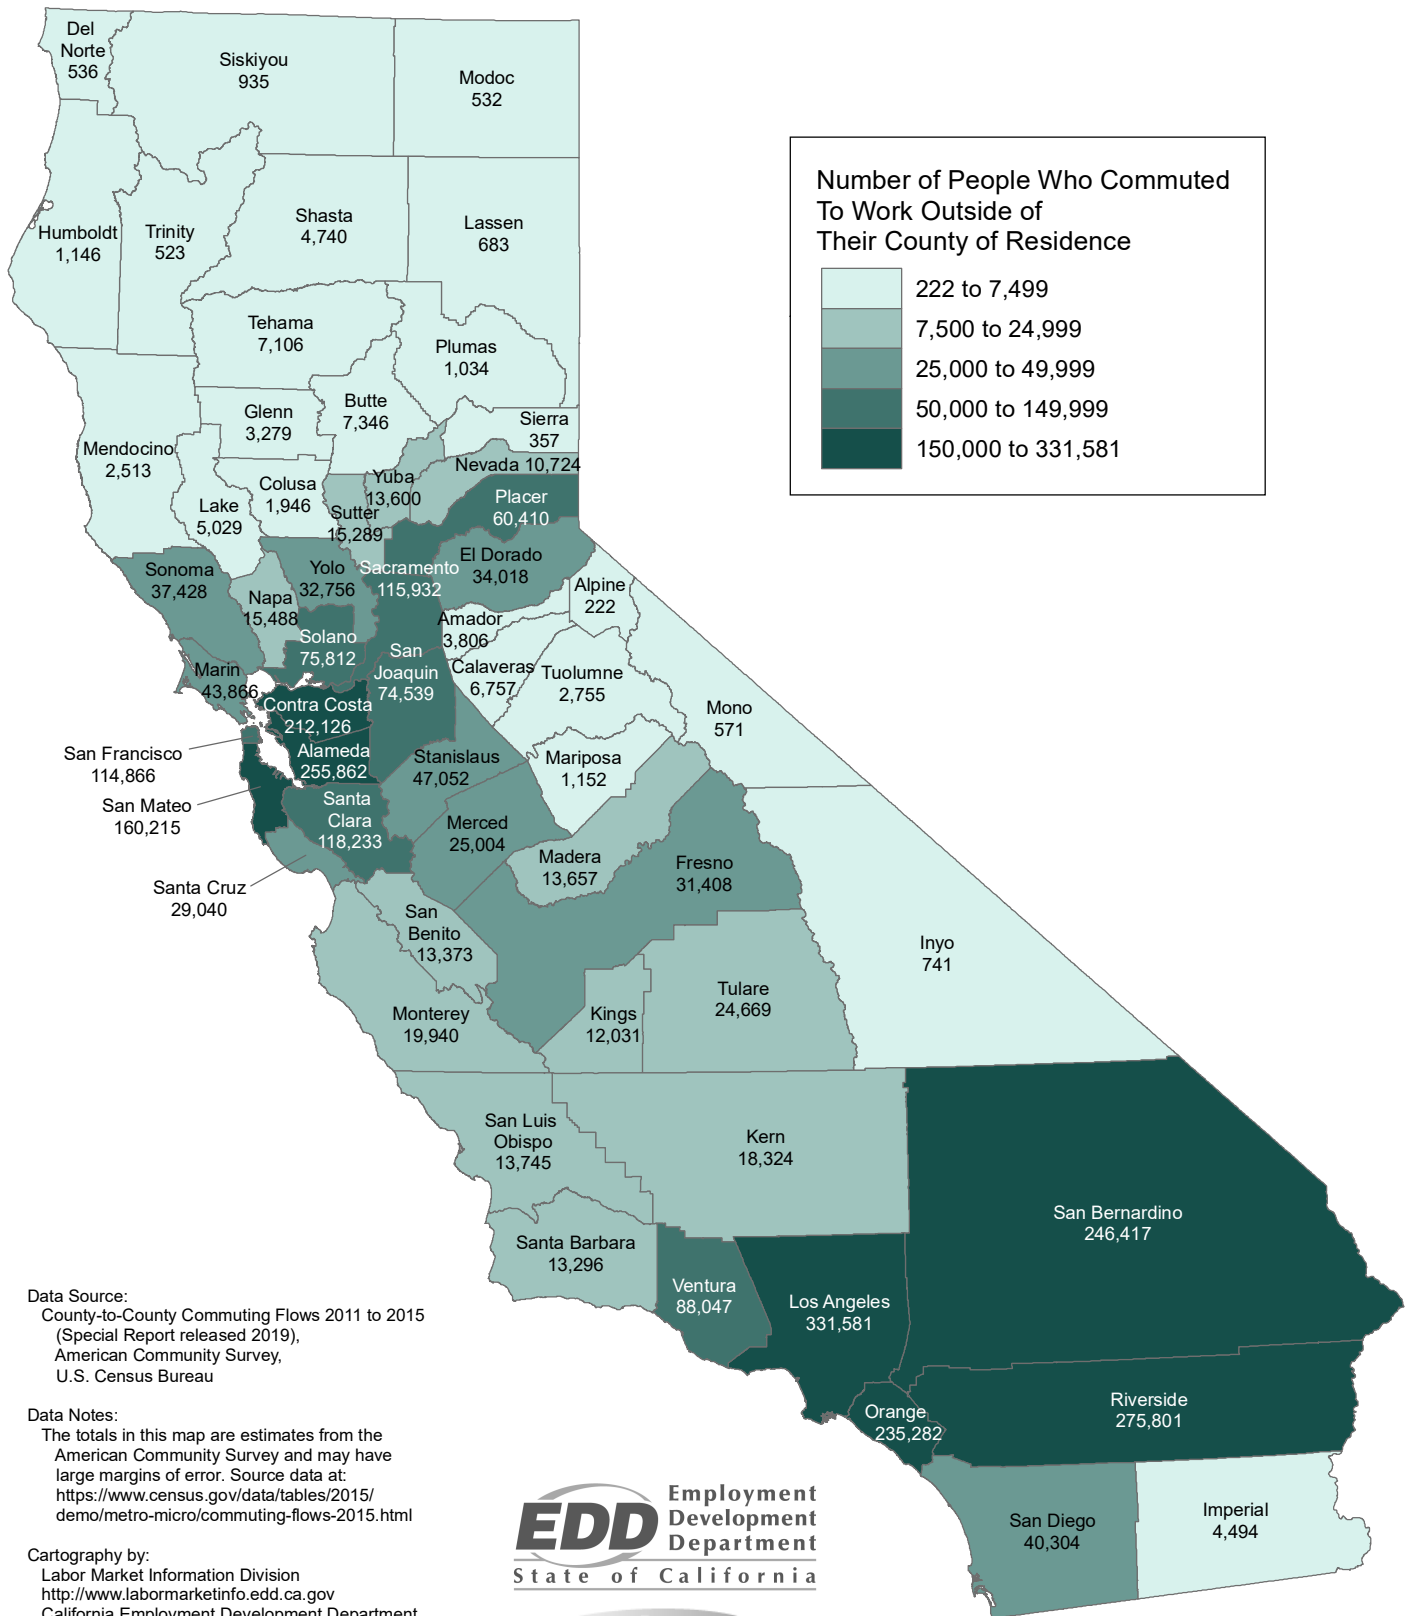 Del
Norte
536
Siskiyou
935
Modoc
532
Number of People Who Commuted
To Work Outside of
Their County of Residence
222 to 7,499
7,500 to 24,999
25,000 to 49,999
50,000 to 149,999
150,000 to 331,581
Humboldt
1,146
Trinity
523
Shasta
4,740
Lassen
683
Tehama
7,106
Plumas
1,034
Butte
7,346
Glenn
3,279
Sierra
357
Mendocino
2,513
Nevada 10,724
Yuba
13,600
Colusa
1,946
Lake
5,029
Sutter
15,289
Placer
60,410
El Dorado
34,018
Sonoma
37,428
Yolo
32,756
Sacramento
115,932
Napa
15,488
Alpine
222
Amador
3,806
Solano
75,812
San
Joaquin
74,539
Calaveras
6,757
Tuolumne
2,755
Marin
43,866
Contra Costa
212,126
Mono
571
San Francisco
114,866
Alameda
255,862
Stanislaus
47,052
Mariposa
1,152
San Mateo
160,215
Santa
Clara
118,233
Merced
25,004
Madera
13,657
Fresno
31,408
Santa Cruz
29,040
San
Benito
13,373
Inyo
741
Monterey
19,940
Kings
12,031
Tulare
24,669
San Luis
Obispo
13,745
Kern
18,324
San Bernardino
246,417
Santa Barbara
13,296
Ventura
88,047
Los Angeles
331,581
Riverside
275,801
Orange
235,282
San Diego
40,304
Imperial
4,494
Data Source:
County-to-County Commuting Flows 2011 to 2015
(Special Report released 2019),
American Community Survey,
U.S. Census Bureau
Data Notes:
The totals in this map are estimates from the
American Community Survey and may have
large margins of error. Source data at:
https://www.census.gov/data/tables/2015/
demo/metro-micro/commuting-flows-2015.html
Cartography by:
Labor Market Information Division
http://www.labormarketinfo.edd.ca.gov
California Employment Development Department
EDD
Employment
Development
Department
State of California